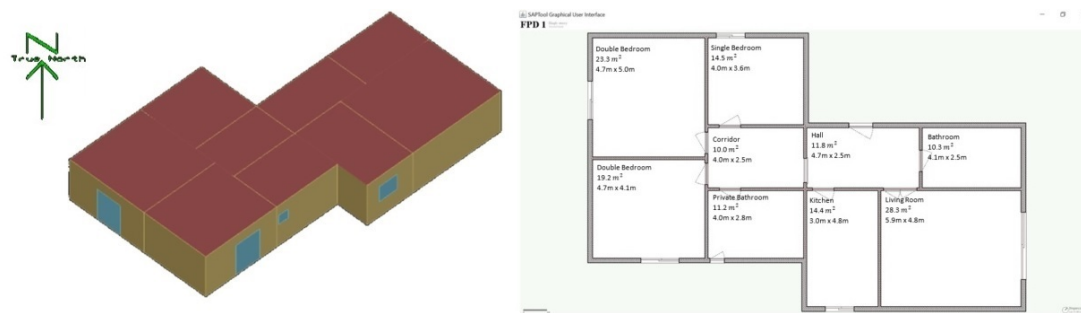 N
True North
SAPTool Graphical User Interface
FPD 1
Double Bedroom
23.3 m²
4.7m x 5.0m
Single Bedroom
14.5 m²
4.0m x 3.6m
Corridor
10.0 m²
4.0m x 2.5m
Hall
11.8 m²
4.7m x 2.5m
Bathroom
10.3 m²
4.1m x 2.5m
Double Bedroom
19.2 m²
4.7m x 4.1m
Private Bathroom
11.2 m²
4.0m x 2.8m
Kitchen
14.4 m²
3.0m x 4.8m
Living Room
28.3 m²
5.9m x 4.8m